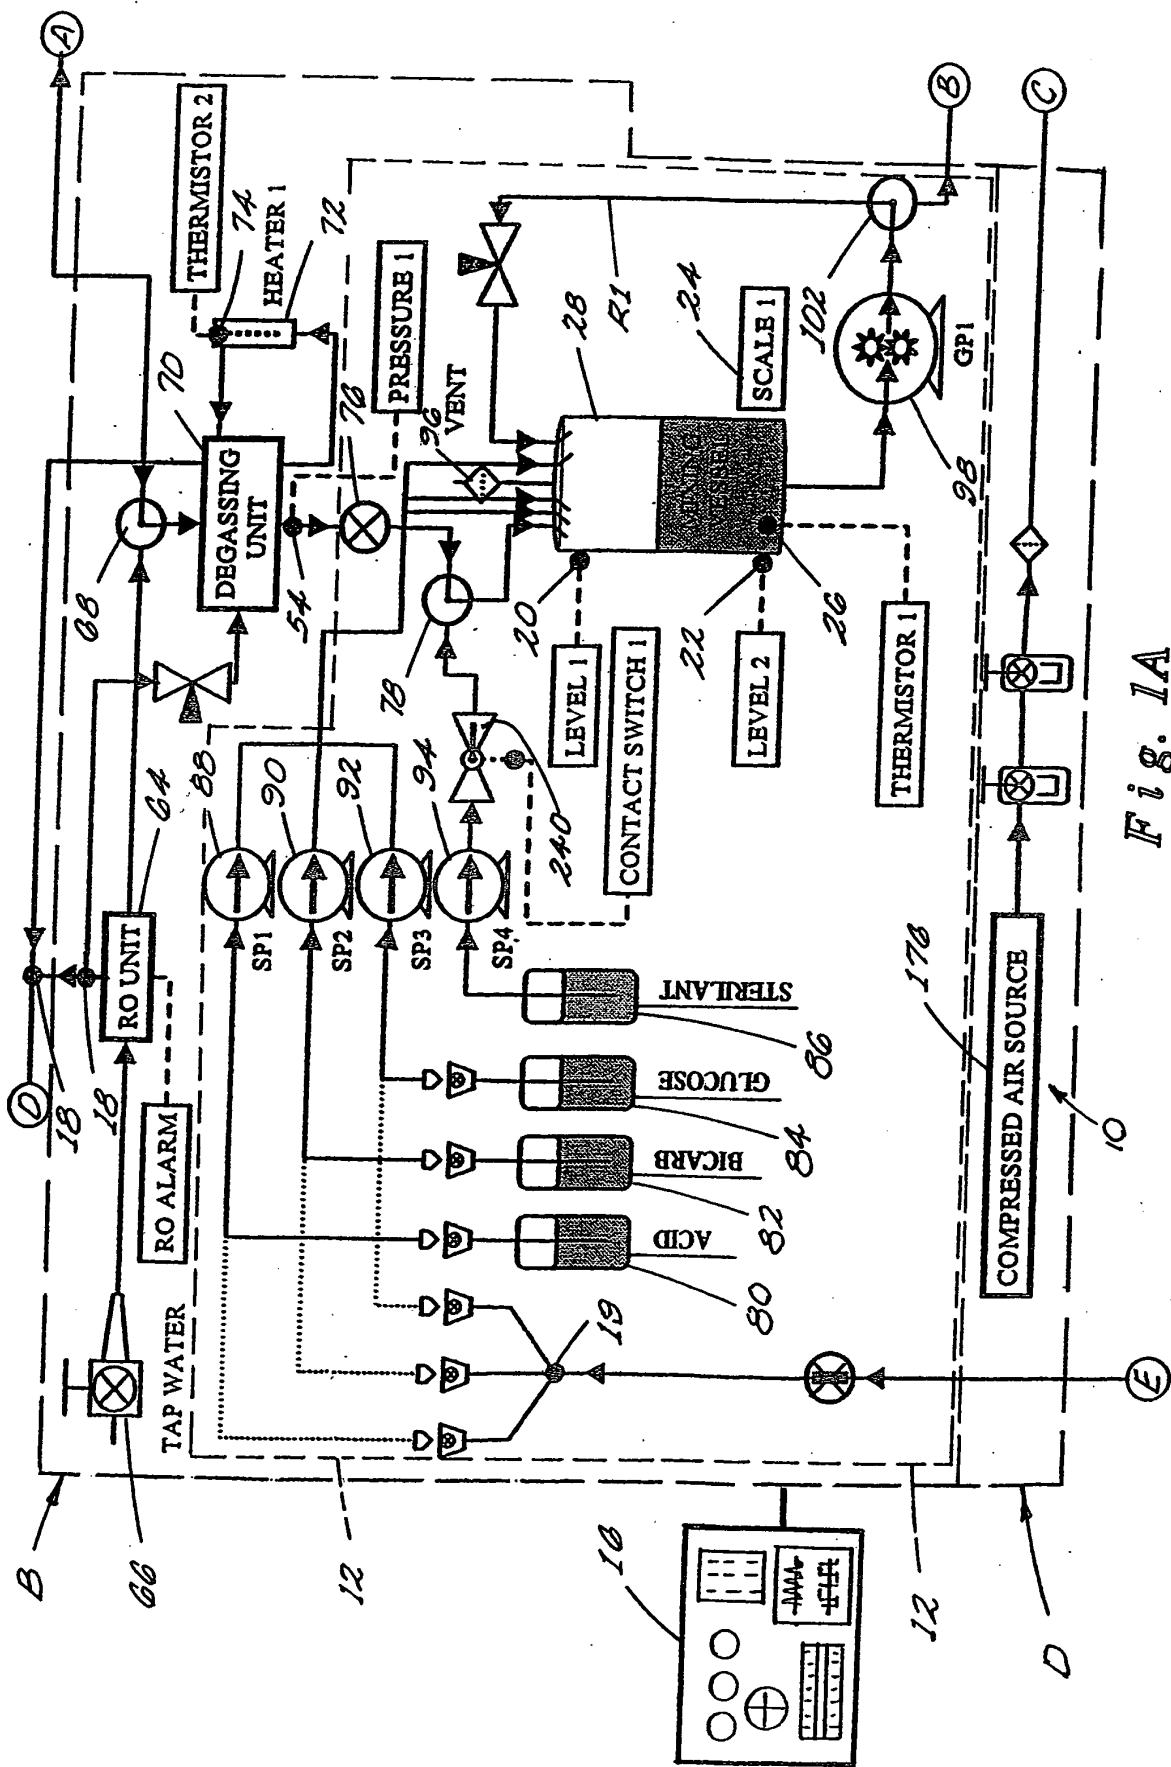 A
THERMISTOR 2
74
HEATER 1
72
70
68
DEGASSING
UNIT
54
PRESSURE 1
76
VENT
96
78
88
64
90
92
94
RO UNIT
18
18
D
RO ALARM
TAP WATER
66
B
12
SP1
SP2
SP3
SP4
240
CONTACT SWITCH 1
LEVEL 1
20
LEVEL 2
22
26
THERMISTOR 1
MIXING
VESSEL
28
R1
24
SCALE 1
102
GP1
98
B
C
STERILANT
86
GLUCOSE
84
BICARB
82
ACID
80
19
E
176
COMPRESSED AIR SOURCE
10
16
12
D
Fig. 1A